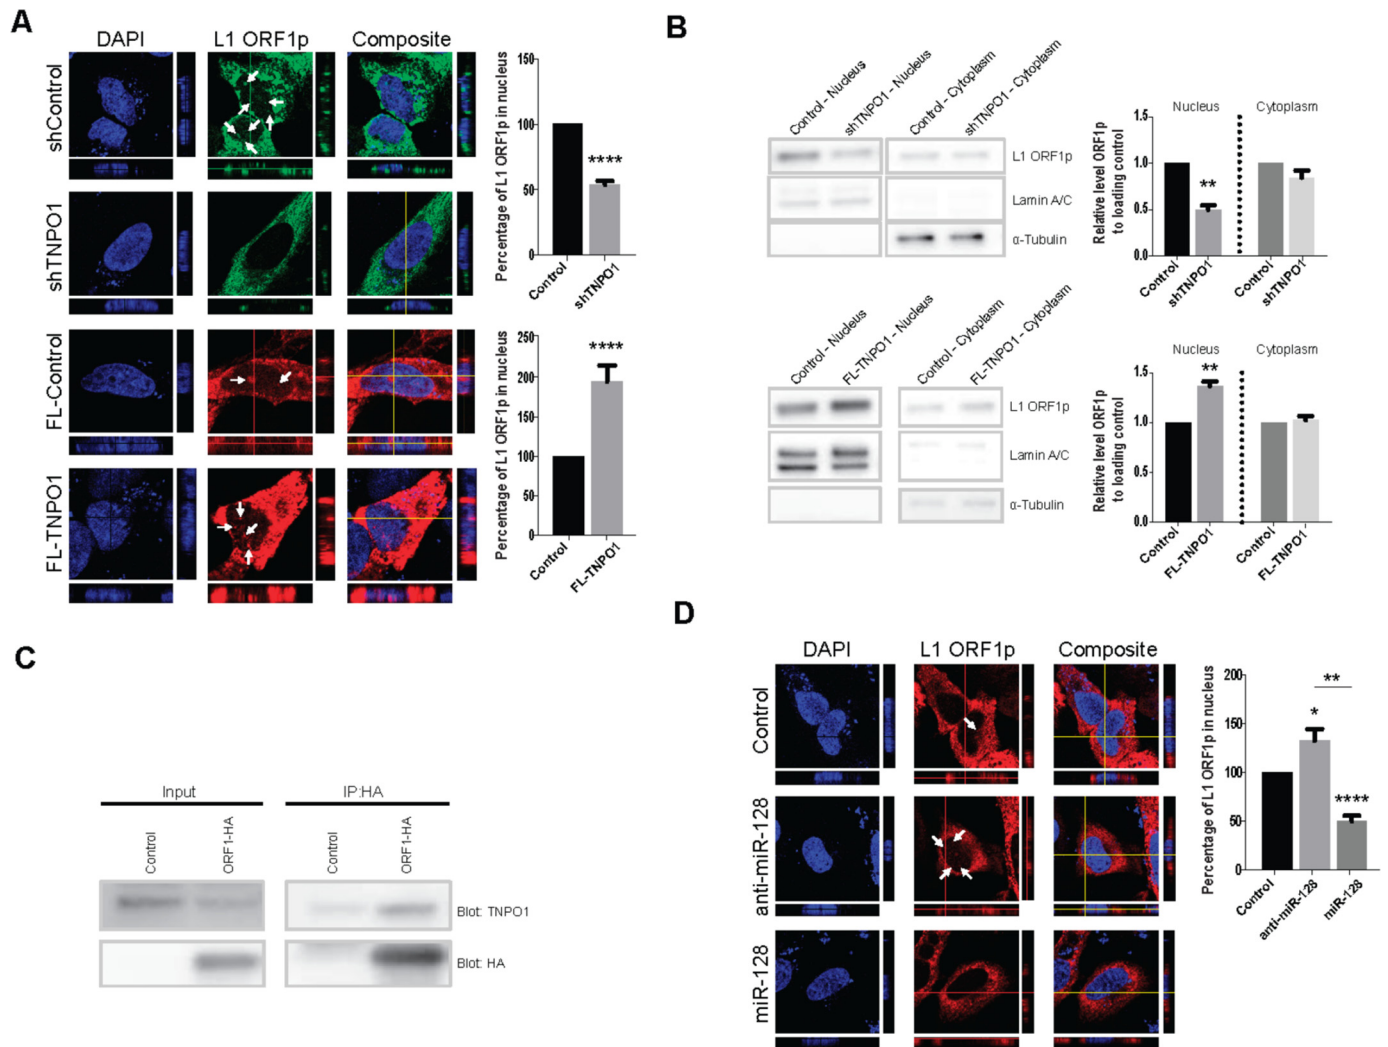 A
DAPI
L1 ORF1p
Composite
shControl
shTNPO1
FL-Control
FL-TNPO1
Percentage of L1 ORF1p in nucleus
150
100
50
0
****
Control
shTNPO1
Percentage of L1 ORF1p in nucleus
250
200
150
100
50
0
****
Control
FL-TNPO1
B
Control - Nucleus
shTNPO1 - Nucleus
Control - Cytoplasm
shTNPO1 - Cytoplasm
L1 ORF1p
Lamin A/C
α-Tubulin
Relative level ORF1p
to loading control
1.5
1.0
0.5
0.0
Nucleus
Cytoplasm
**
Control
shTNPO1
Control
shTNPO1
Control - Nucleus
FL-TNPO1 - Nucleus
Control - Cytoplasm
FL-TNPO1 - Cytoplasm
L1 ORF1p
Lamin A/C
α-Tubulin
Relative level ORF1p
to loading control
1.5
1.0
0.5
0.0
Nucleus
Cytoplasm
**
Control
FL-TNPO1
Control
FL-TNPO1
C
Input
IP:HA
Control
ORF1-HA
Control
ORF1-HA
Blot: TNPO1
Blot: HA
D
DAPI
L1 ORF1p
Composite
Control
anti-miR-128
miR-128
Percentage of L1 ORF1p in nucleus
200
150
100
50
0
**
*
****
Control
anti-miR-128
miR-128